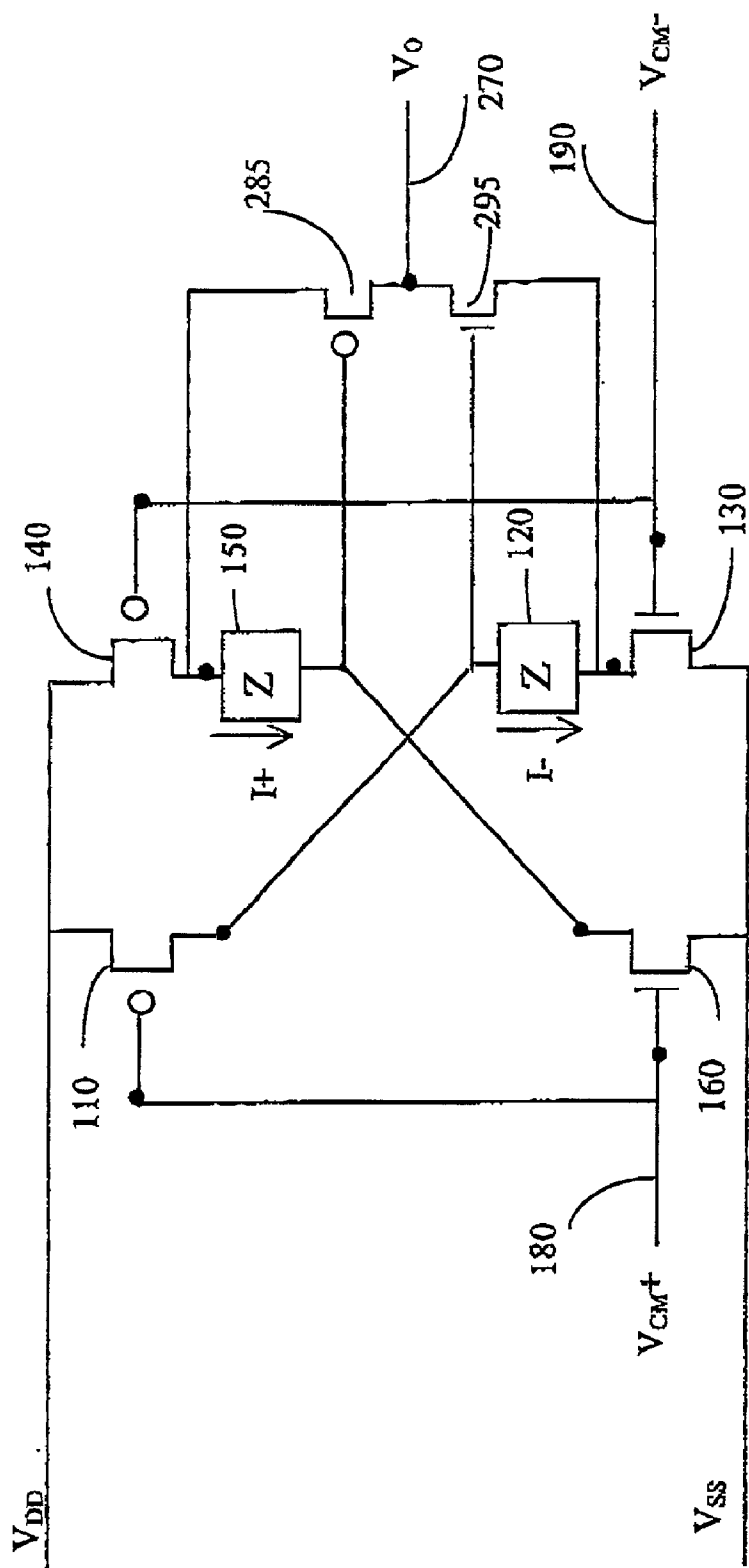 V_DD
140
110
150
Z
I+
285
V_O
270
295
120
Z
I-
190
V_CM-
130
160
180
V_CM+
V_SS